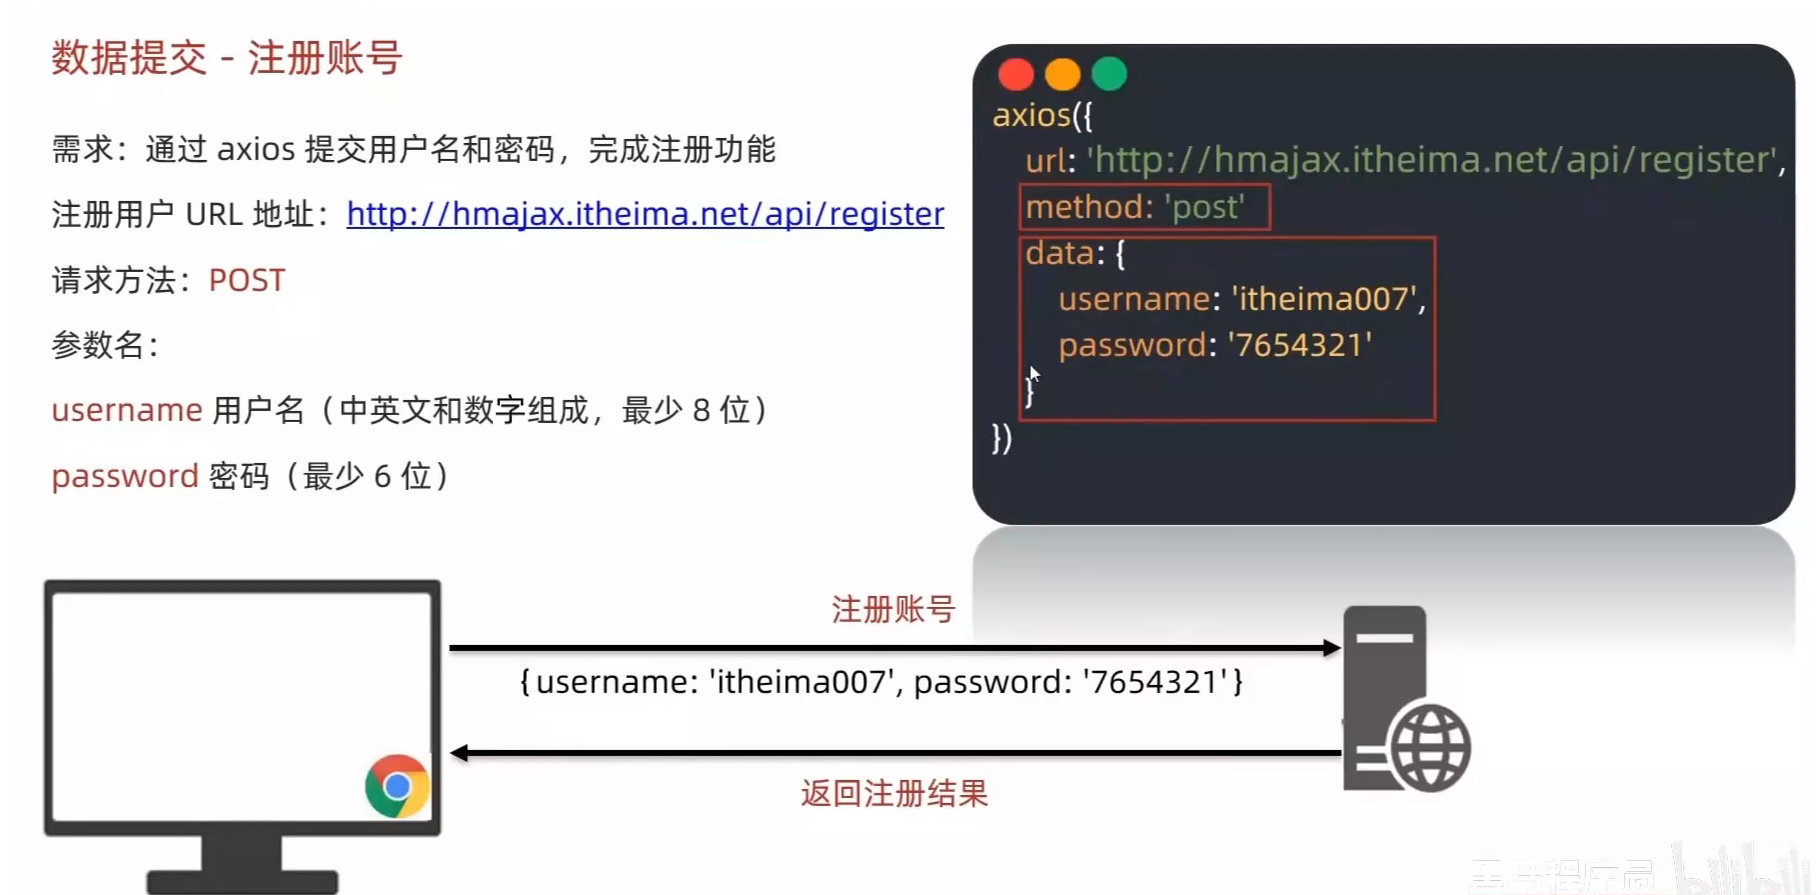 数据提交 - 注册账号
需求：通过 axios 提交用户名和密码，完成注册功能
注册用户 URL 地址：http://hmajax.itheima.net/api/register
请求方法：POST
参数名：
username 用户名（中英文和数字组成，最少 8 位）
password 密码（最少 6 位）
axios({
url: 'http://hmajax.itheima.net/api/register',
method: 'post'
data: {
username: 'itheima007',
password: '7654321'
}
})
注册账号
{username: 'itheima007', password: '7654321'}
返回注册结果
bilibili